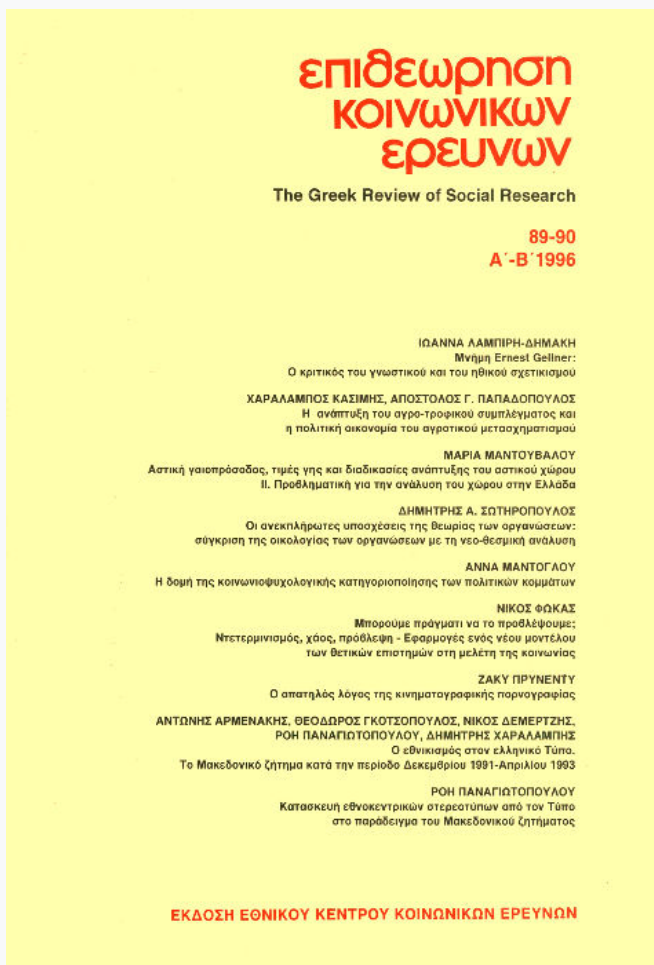 επιθεωρηση
κοινωνικων
ερευνων
The Greek Review of Social Research
89-90
Α΄-Β΄1996
ΙΩΑΝΝΑ ΛΑΜΠΙΡΗ-ΔΗΜΑΚΗ
Μνήμη Ernest Gellner:
Ο κριτικός του γνωστικού και του ηθικού σχετικισμού
ΧΑΡΑΛΑΜΠΟΣ ΚΑΣΙΜΗΣ, ΑΠΟΣΤΟΛΟΣ Γ. ΠΑΠΑΔΟΠΟΥΛΟΣ
Η ανάπτυξη του αγρο-τροφικού συμπλέγματος και
η πολιτική οικονομία του αγροτικού μετασχηματισμού
ΜΑΡΙΑ ΜΑΝΤΟΥΒΑΛΟΥ
Αστική γαιοπρόσοδος, τιμές γης και διαδικασίες ανάπτυξης του αστικού χώρου
ΙΙ. Προβληματική για την ανάλυση του χώρου στην Ελλάδα
ΔΗΜΗΤΡΗΣ Α. ΣΩΤΗΡΟΠΟΥΛΟΣ
Οι ανεκπλήρωτες υποσχέσεις της θεωρίας των οργανώσεων:
σύγκριση της οικολογίας των οργανώσεων με τη νεο-θεσμική ανάλυση
ΑΝΝΑ ΜΑΝΤΟΓΛΟΥ
Η δομή της κοινωνιοψυχολογικής κατηγοριοποίησης των πολιτικών κομμάτων
ΝΙΚΟΣ ΦΩΚΑΣ
Μπορούμε πράγματι να το προβλέψουμε;
Ντετερμινισμός, χάος, πρόβλεψη - Εφαρμογές ενός νέου μοντέλου
των θετικών επιστημών στη μελέτη της κοινωνίας
ΖΑΚΥ ΠΡΥΝΕΝΤΥ
Ο απατηλός λόγος της κινηματογραφικής πορνογραφίας
ΑΝΤΩΝΗΣ ΑΡΜΕΝΑΚΗΣ, ΘΕΟΔΩΡΟΣ ΓΚΟΤΣΟΠΟΥΛΟΣ, ΝΙΚΟΣ ΔΕΜΕΡΤΖΗΣ,
ΡΟΗ ΠΑΝΑΓΙΩΤΟΠΟΥΛΟΥ, ΔΗΜΗΤΡΗΣ ΧΑΡΑΛΑΜΠΗΣ
Ο εθνικισμός στον ελληνικό Τύπο.
Το Μακεδονικό ζήτημα κατά την περίοδο Δεκεμβρίου 1991-Απριλίου 1993
ΡΟΗ ΠΑΝΑΓΙΩΤΟΠΟΥΛΟΥ
Κατασκευή εθνοκεντρικών στερεοτύπων από τον Τύπο
στο παράδειγμα του Μακεδονικού ζητήματος
ΕΚΔΟΣΗ ΕΘΝΙΚΟΥ ΚΕΝΤΡΟΥ ΚΟΙΝΩΝΙΚΩΝ ΕΡΕΥΝΩΝ